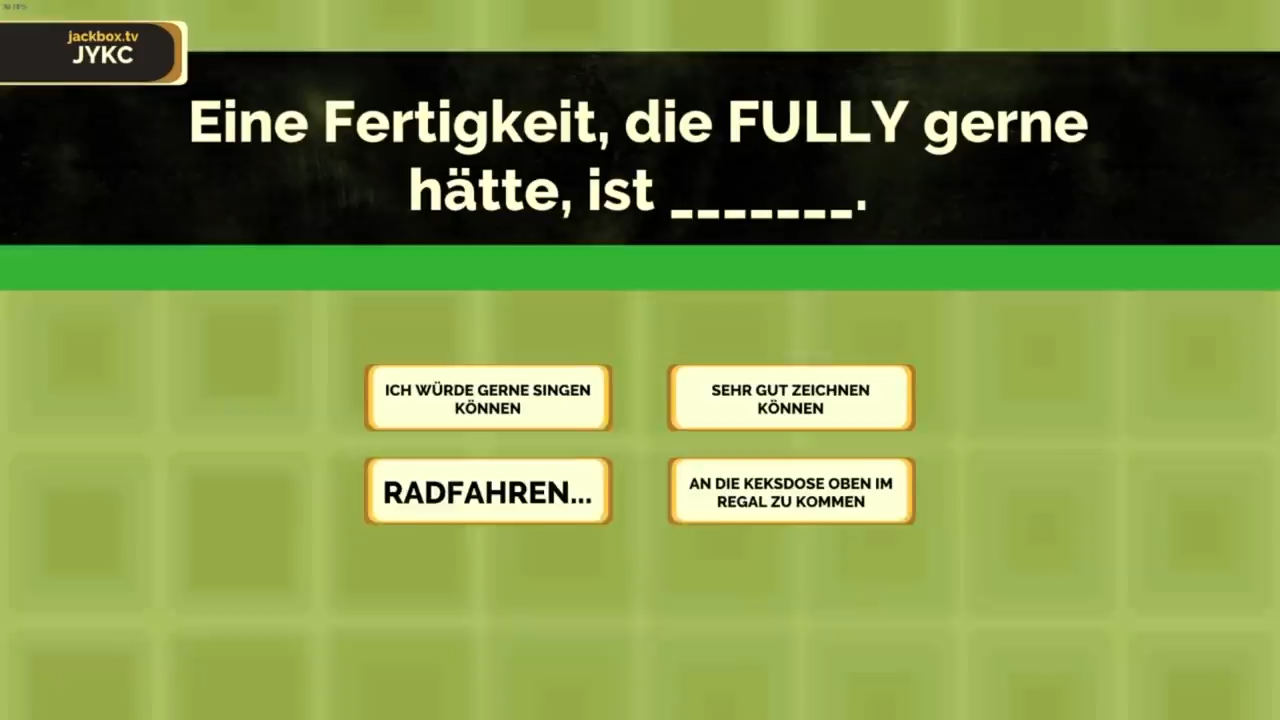 jackbox.tv
JYKC
Eine Fertigkeit, die FULLY gerne
hätte, ist _______.
ICH WÜRDE GERNE SINGEN
KÖNNEN
SEHR GUT ZEICHNEN
KÖNNEN
RADFAHREN...
AN DIE KEKSDOSE OBEN IM
REGAL ZU KOMMEN